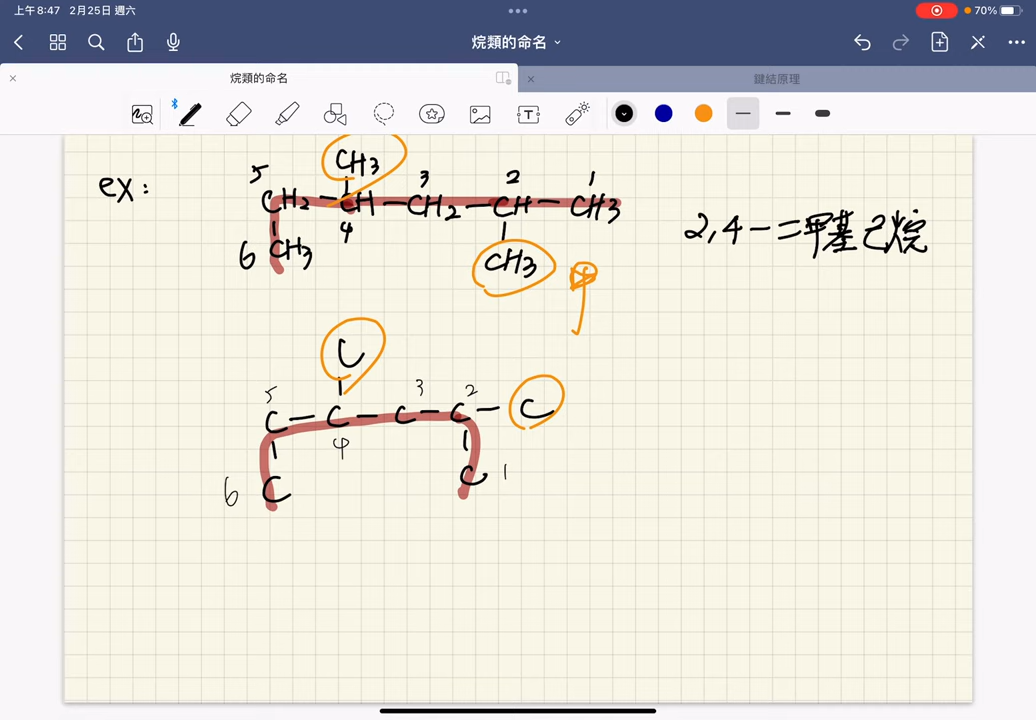 上午8:47 2月25日 週六
70%
烷類的命名
烷類的命名
鍵結原理
T
CH3
5 3 2 1
ex: CH2-CH-CH2-CH-CH3
4
6 CH3 CH3
2,4-二甲基己烷
C
5 3 2
C-C-C-C-C
4
6 C C 1